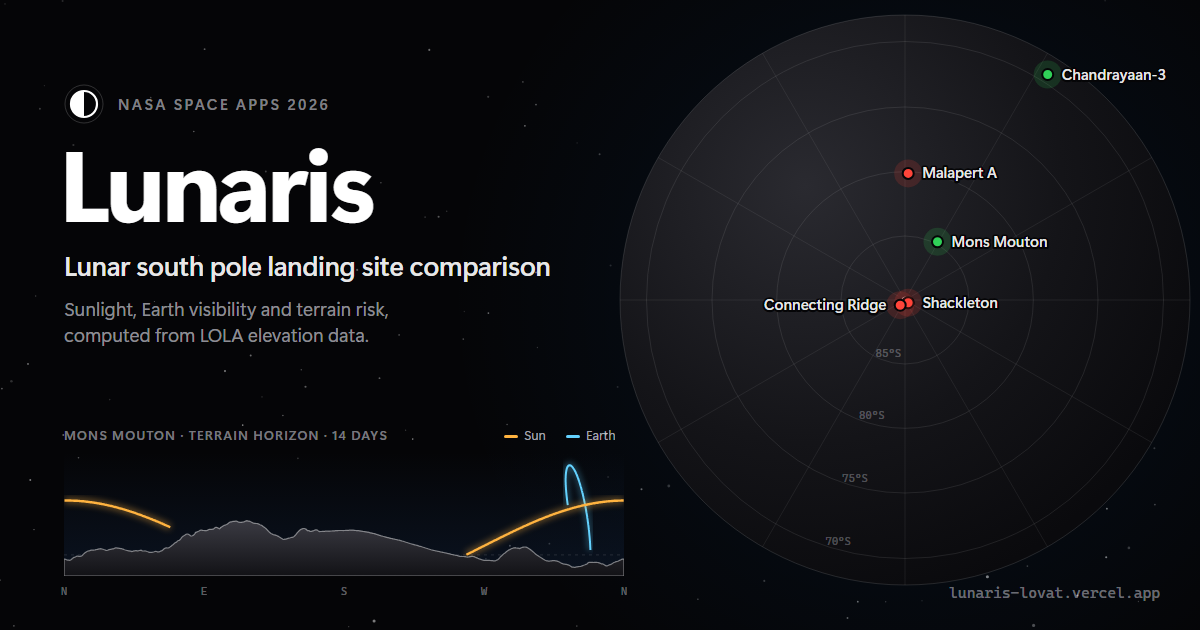 NASA SPACE APPS 2026
Lunaris
Lunar south pole landing site comparison
Sunlight, Earth visibility and terrain risk,
computed from LOLA elevation data.
MONS MOUTON · TERRAIN HORIZON · 14 DAYS
Sun
Earth
N
E
S
W
N
Chandrayaan-3
Malapert A
Mons Mouton
Connecting Ridge
Shackleton
85°S
80°S
75°S
70°S
lunaris-lovat.vercel.app